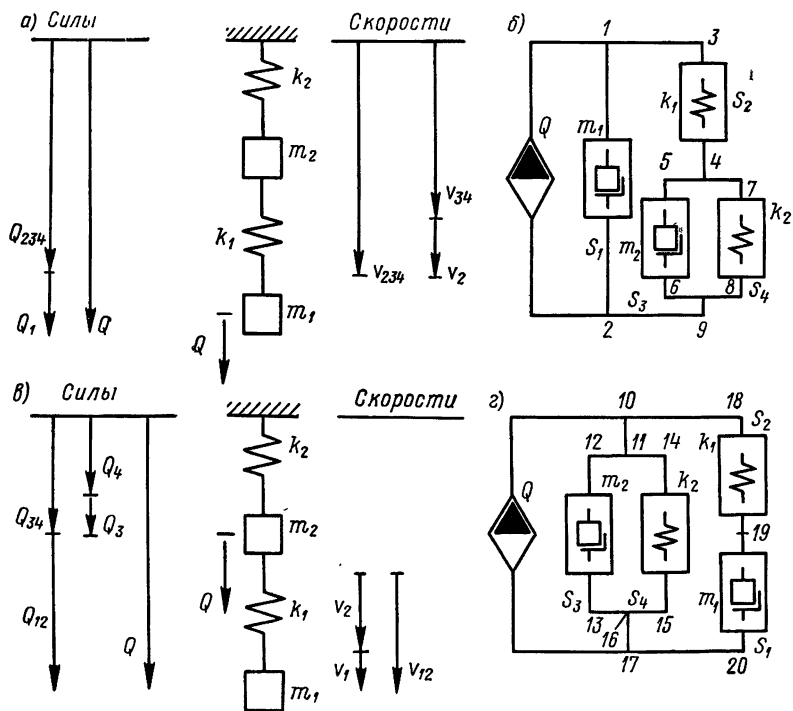 а) Силы
Скорости
б)
k₂
m₂
k₁
m₁
Q
Q₂₃₄
Q₁
Q
v₂₃₄
v₃₄
v₂
1
3
Q
m₁
S₁
k₁
S₂
5
4
7
m₂
k₂
6
8
S₃
S₄
2
9
в) Силы
Скорости
г)
k₂
m₂
Q
k₁
m₁
Q₄
Q₃₄
Q₃
Q₁₂
Q
v₂
v₁
v₁₂
10
18
S₂
12
11
14
k₁
m₂
k₂
Q
19
m₁
S₃
S₄
13
15
16
S₁
17
20